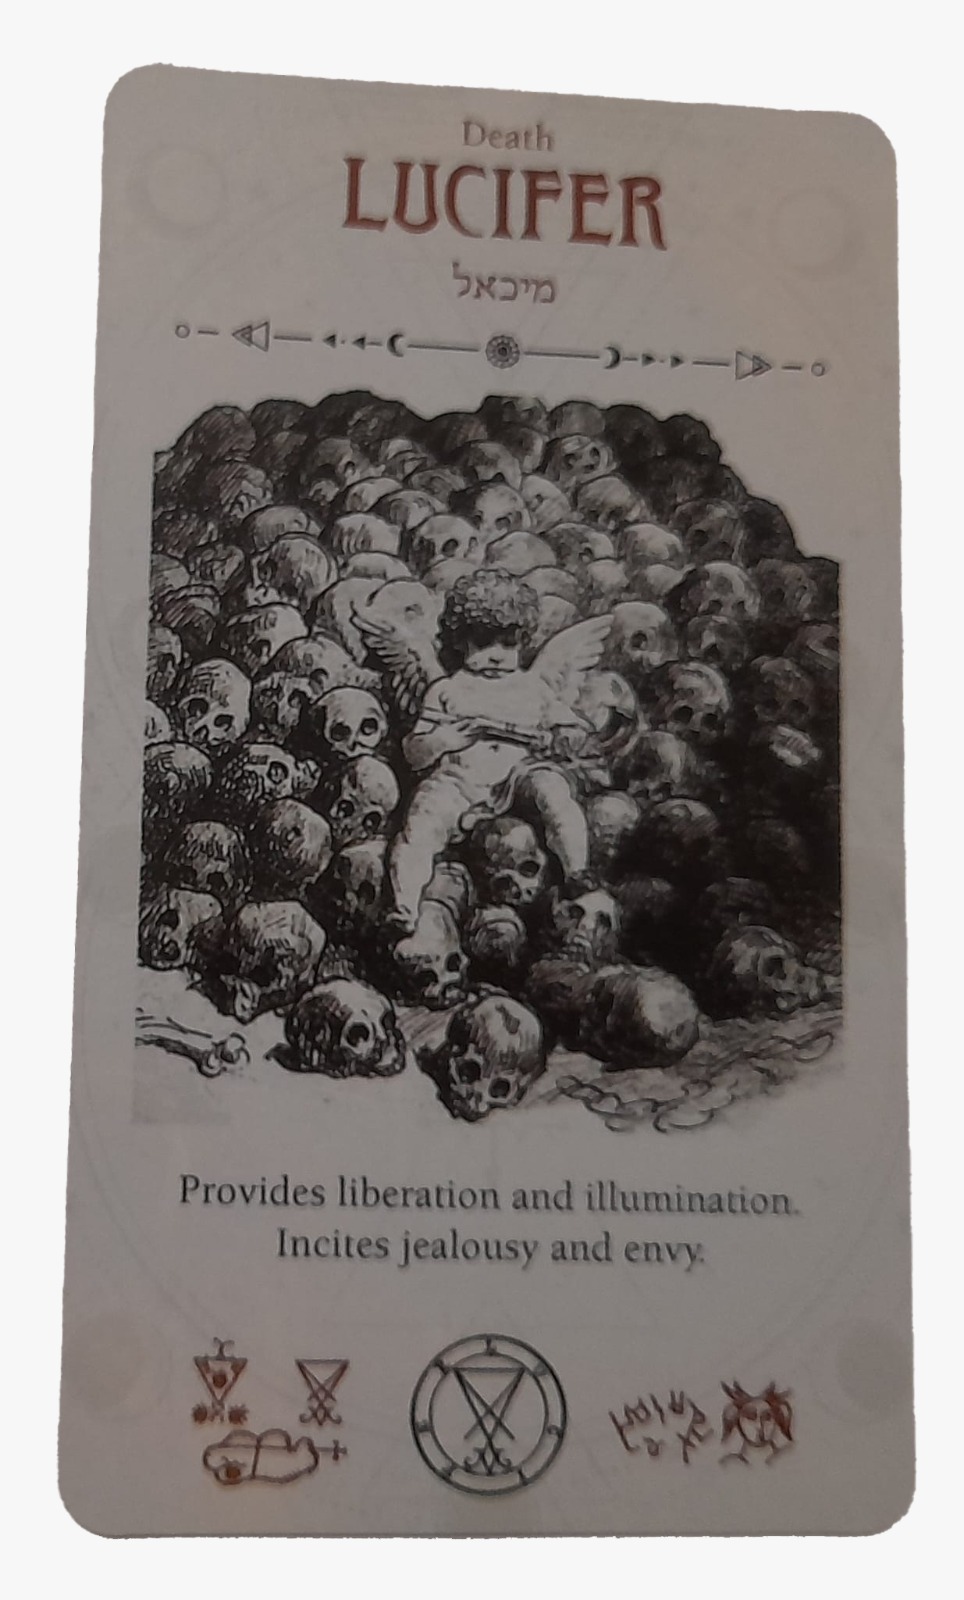 Death
LUCIFER
מיכאל
Provides liberation and illumination.
Incites jealousy and envy.